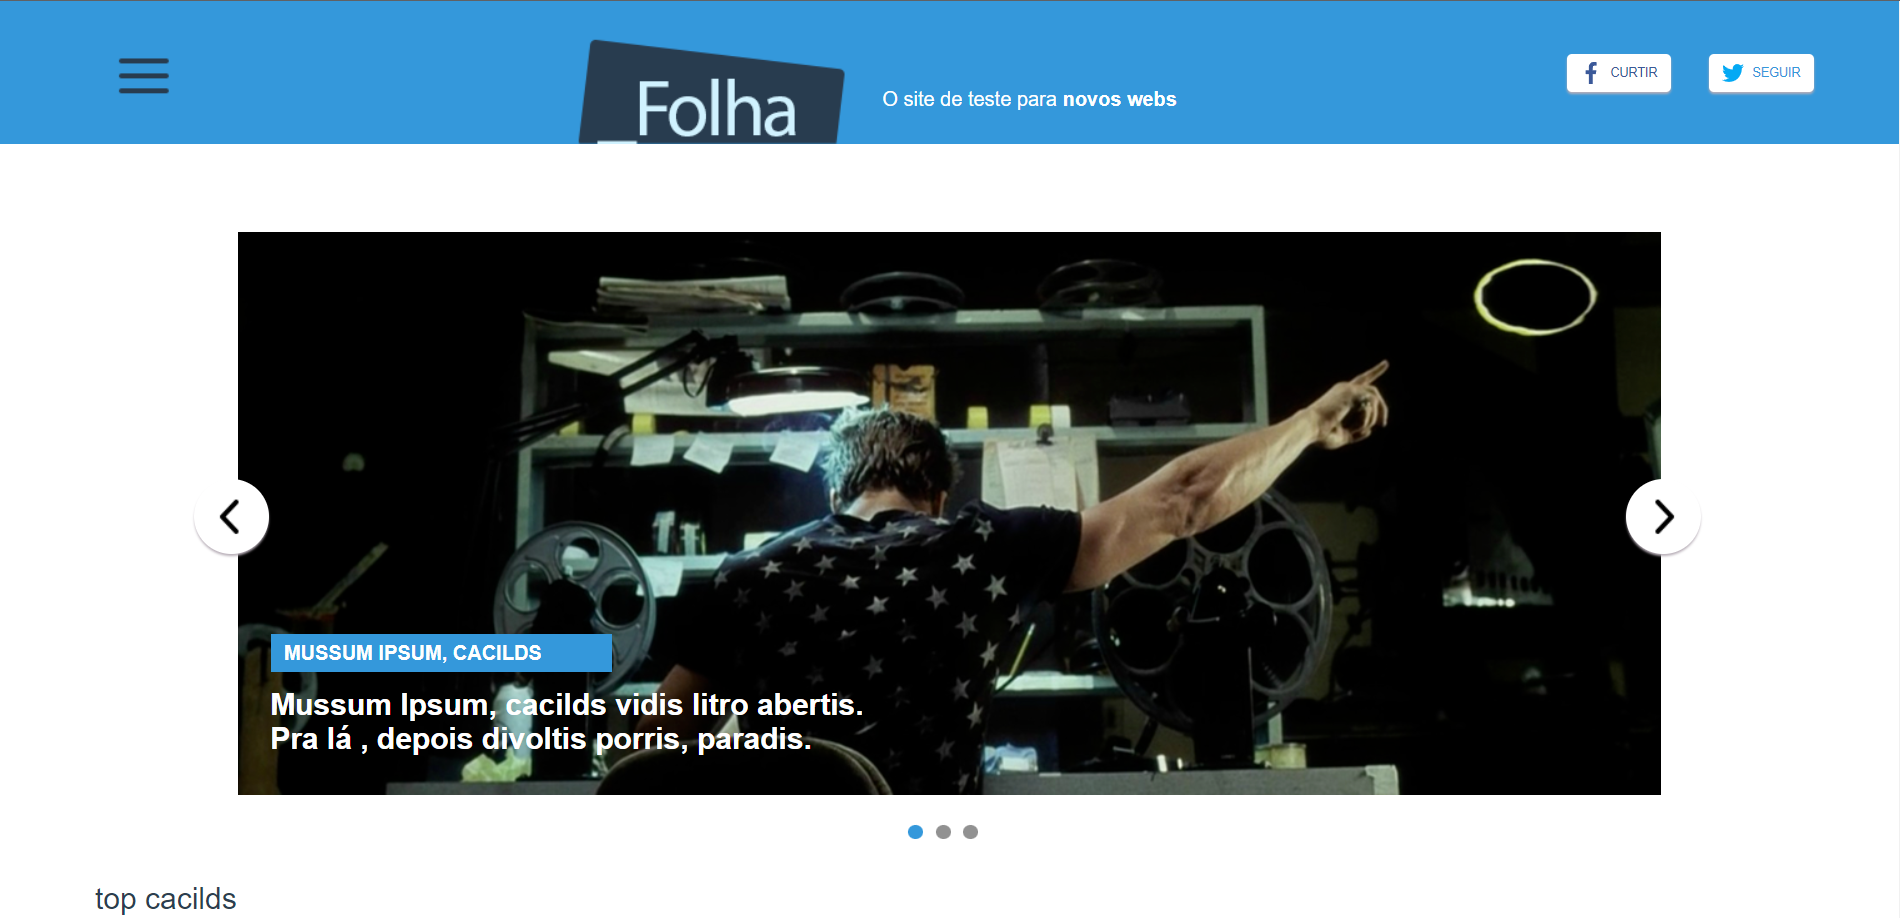 Folha
O site de teste para novos webs
CURTIR
SEGUIR
MUSSUM IPSUM, CACILDS
Mussum Ipsum, cacilds vidis litro abertis.
Pra lá , depois divoltis porris, paradis.
top cacilds